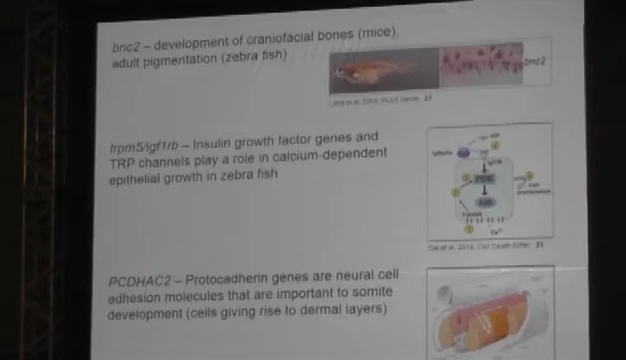 bnc2 – development of craniofacial bones (mice),
adult pigmentation (zebra fish)
bnc2
trpm5/igf1rb – Insulin growth factor genes and
TRP channels play a role in calcium-dependent
epithelial growth in zebra fish
PI3K
Akt
PCDHAC2 – Protocadherin genes are neural cell
adhesion molecules that are important to somite
development (cells giving rise to dermal layers)